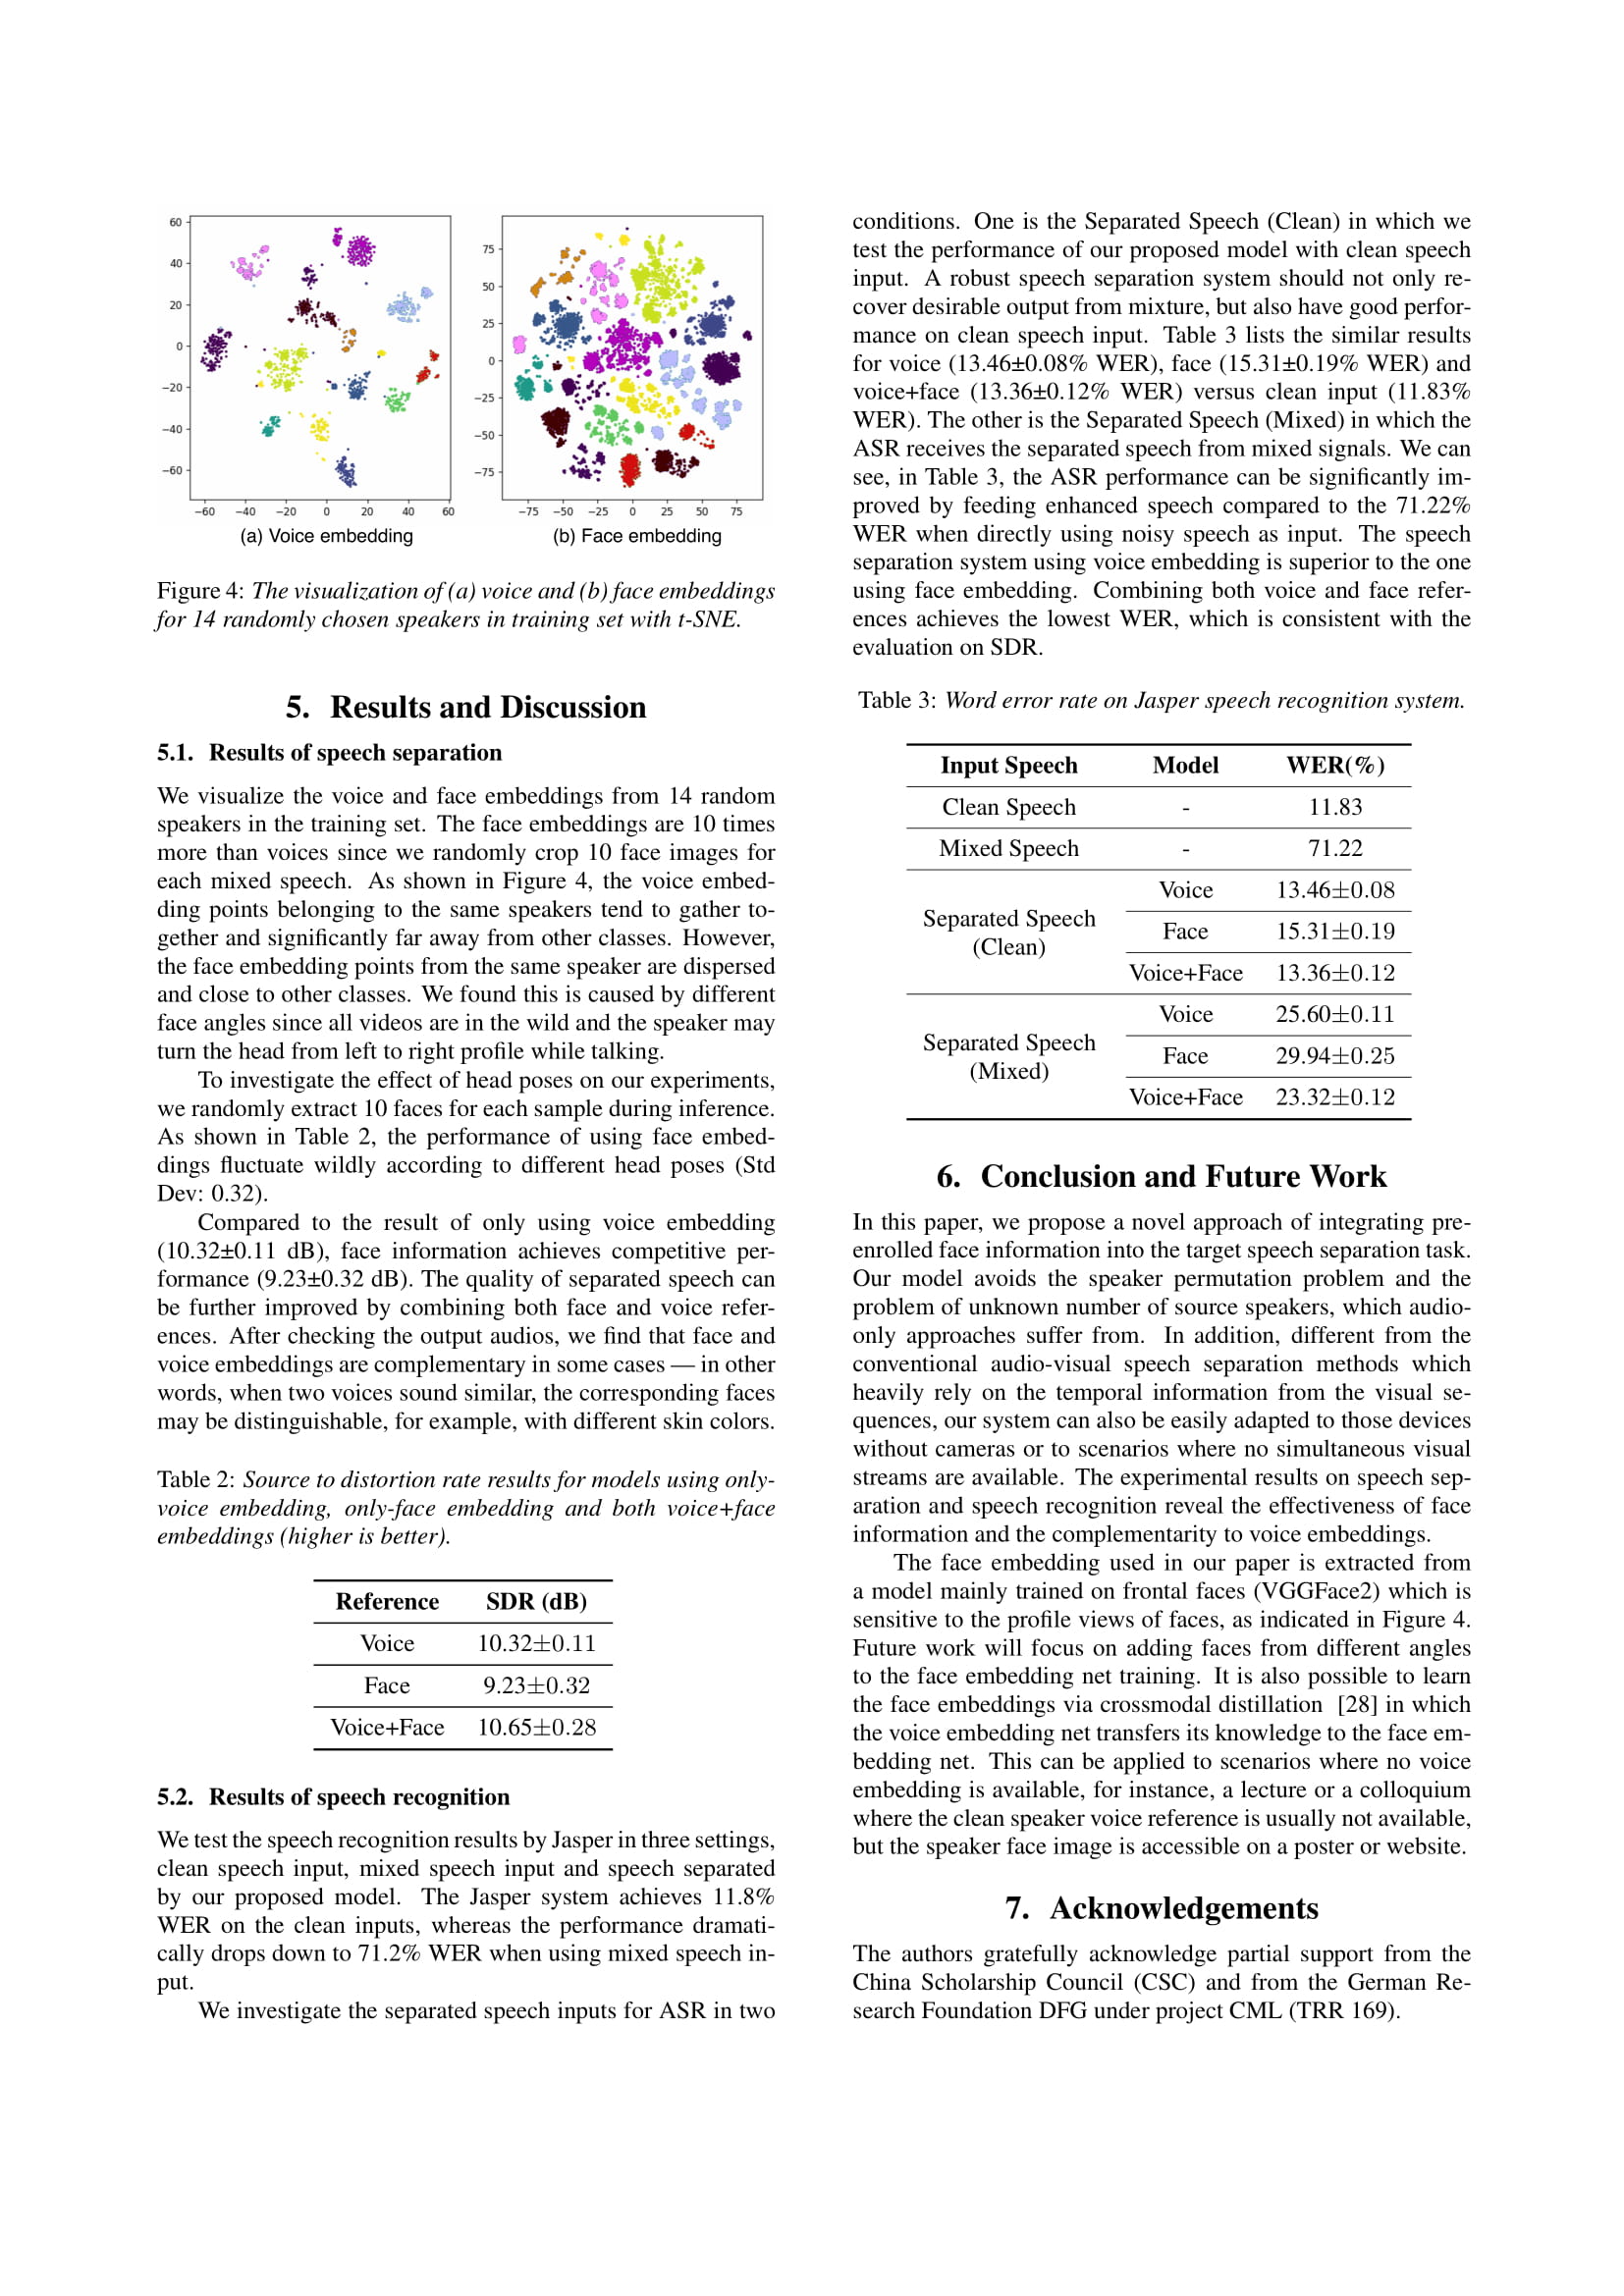 60
40
20
0
−20
−40
−60
−60 −40 −20 0 20 40 60
(a) Voice embedding
75
50
25
0
−25
−50
−75
−75 −50 −25 0 25 50 75
(b) Face embedding
Figure 4: The visualization of (a) voice and (b) face embeddings
for 14 randomly chosen speakers in training set with t-SNE.
5. Results and Discussion
5.1. Results of speech separation
We visualize the voice and face embeddings from 14 random
speakers in the training set. The face embeddings are 10 times
more than voices since we randomly crop 10 face images for
each mixed speech. As shown in Figure 4, the voice embed-
ding points belonging to the same speakers tend to gather to-
gether and significantly far away from other classes. However,
the face embedding points from the same speaker are dispersed
and close to other classes. We found this is caused by different
face angles since all videos are in the wild and the speaker may
turn the head from left to right profile while talking.
To investigate the effect of head poses on our experiments,
we randomly extract 10 faces for each sample during inference.
As shown in Table 2, the performance of using face embed-
dings fluctuate wildly according to different head poses (Std
Dev: 0.32).
Compared to the result of only using voice embedding
(10.32±0.11 dB), face information achieves competitive per-
formance (9.23±0.32 dB). The quality of separated speech can
be further improved by combining both face and voice refer-
ences. After checking the output audios, we find that face and
voice embeddings are complementary in some cases — in other
words, when two voices sound similar, the corresponding faces
may be distinguishable, for example, with different skin colors.
Table 2: Source to distortion rate results for models using only-
voice embedding, only-face embedding and both voice+face
embeddings (higher is better).
Reference SDR (dB)
Voice 10.32±0.11
Face 9.23±0.32
Voice+Face 10.65±0.28
5.2. Results of speech recognition
We test the speech recognition results by Jasper in three settings,
clean speech input, mixed speech input and speech separated
by our proposed model. The Jasper system achieves 11.8%
WER on the clean inputs, whereas the performance dramati-
cally drops down to 71.2% WER when using mixed speech in-
put.
We investigate the separated speech inputs for ASR in two
conditions. One is the Separated Speech (Clean) in which we
test the performance of our proposed model with clean speech
input. A robust speech separation system should not only re-
cover desirable output from mixture, but also have good perfor-
mance on clean speech input. Table 3 lists the similar results
for voice (13.46±0.08% WER), face (15.31±0.19% WER) and
voice+face (13.36±0.12% WER) versus clean input (11.83%
WER). The other is the Separated Speech (Mixed) in which the
ASR receives the separated speech from mixed signals. We can
see, in Table 3, the ASR performance can be significantly im-
proved by feeding enhanced speech compared to the 71.22%
WER when directly using noisy speech as input. The speech
separation system using voice embedding is superior to the one
using face embedding. Combining both voice and face refer-
ences achieves the lowest WER, which is consistent with the
evaluation on SDR.
Table 3: Word error rate on Jasper speech recognition system.
Input Speech Model WER(%)
Clean Speech - 11.83
Mixed Speech - 71.22
Separated Speech
(Clean)
Voice 13.46±0.08
Face 15.31±0.19
Voice+Face 13.36±0.12
Separated Speech
(Mixed)
Voice 25.60±0.11
Face 29.94±0.25
Voice+Face 23.32±0.12
6. Conclusion and Future Work
In this paper, we propose a novel approach of integrating pre-
enrolled face information into the target speech separation task.
Our model avoids the speaker permutation problem and the
problem of unknown number of source speakers, which audio-
only approaches suffer from. In addition, different from the
conventional audio-visual speech separation methods which
heavily rely on the temporal information from the visual se-
quences, our system can also be easily adapted to those devices
without cameras or to scenarios where no simultaneous visual
streams are available. The experimental results on speech sep-
aration and speech recognition reveal the effectiveness of face
information and the complementarity to voice embeddings.
The face embedding used in our paper is extracted from
a model mainly trained on frontal faces (VGGFace2) which is
sensitive to the profile views of faces, as indicated in Figure 4.
Future work will focus on adding faces from different angles
to the face embedding net training. It is also possible to learn
the face embeddings via crossmodal distillation [28] in which
the voice embedding net transfers its knowledge to the face em-
bedding net. This can be applied to scenarios where no voice
embedding is available, for instance, a lecture or a colloquium
where the clean speaker voice reference is usually not available,
but the speaker face image is accessible on a poster or website.
7. Acknowledgements
The authors gratefully acknowledge partial support from the
China Scholarship Council (CSC) and from the German Re-
search Foundation DFG under project CML (TRR 169).